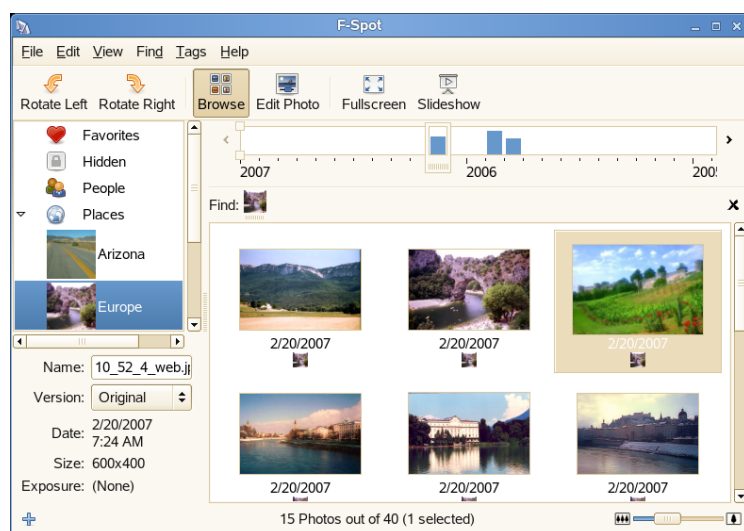 F-Spot
File Edit View Find Tags Help
Rotate Left Rotate Right Browse Edit Photo Fullscreen Slideshow
Favorites
Hidden
People
Places
Arizona
Europe
2007 2006 200
Find:
2/20/2007 2/20/2007 2/20/2007
2/20/2007 2/20/2007 2/20/2007
Name: 10_52_4_web.j
Version: Original
Date: 2/20/2007
7:24 AM
Size: 600x400
Exposure: (None)
15 Photos out of 40 (1 selected)